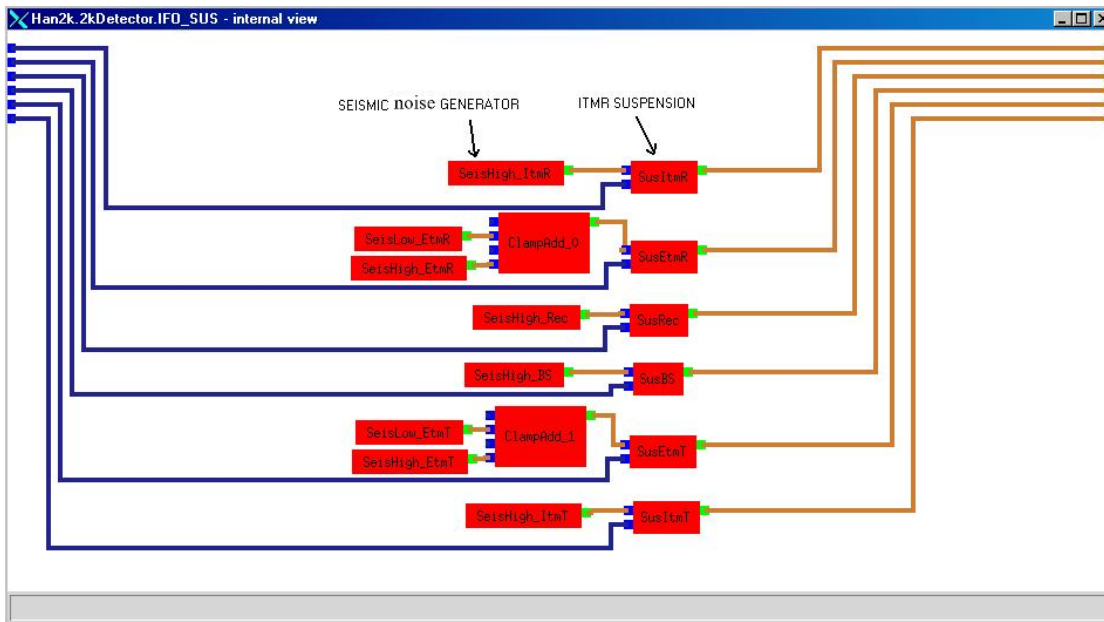 Han2k.2kDetector.IFO_SUS - internal view
SEISMIC noise GENERATOR
ITMR SUSPENSION
SeisHigh_ItmR
SusItmR
SeisLow_EtmR
ClampAdd_0
SusEtmR
SeisHigh_EtmR
SeisHigh_Rec
SusRec
SeisHigh_BS
SusBS
SeisLow_EtmT
ClampAdd_1
SusEtmT
SeisHigh_EtmT
SeisHigh_ItmT
SusItmT